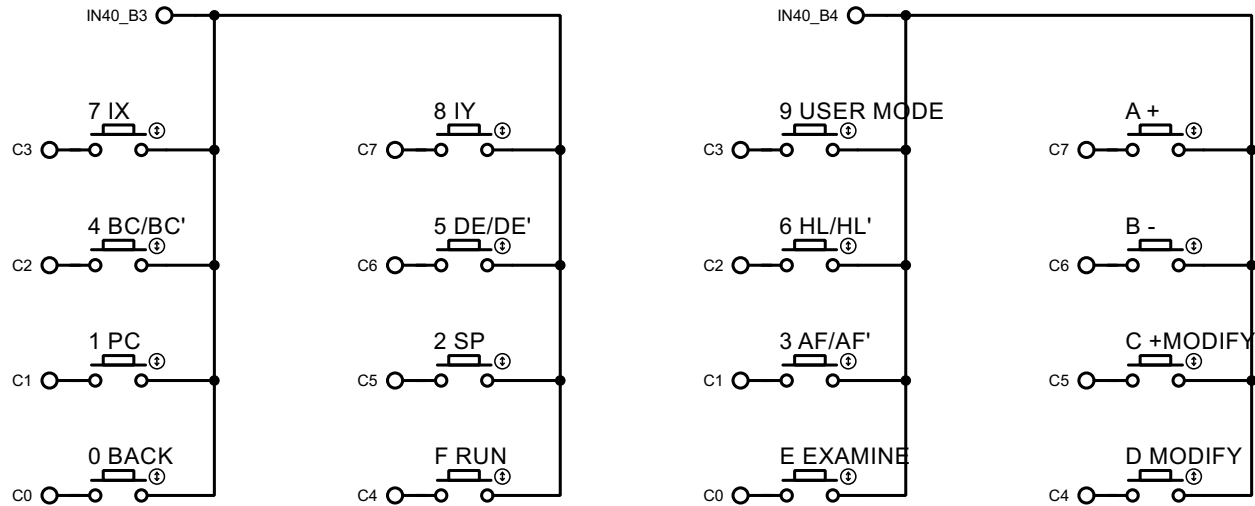 IN40_B3
IN40_B4
7 IX
8 IY
9 USER MODE
A +
C3
C7
C3
C7
4 BC/BC'
5 DE/DE'
6 HL/HL'
B -
C2
C6
C2
C6
1 PC
2 SP
3 AF/AF'
C +MODIFY
C1
C5
C1
C5
0 BACK
F RUN
E EXAMINE
D MODIFY
C0
C4
C0
C4